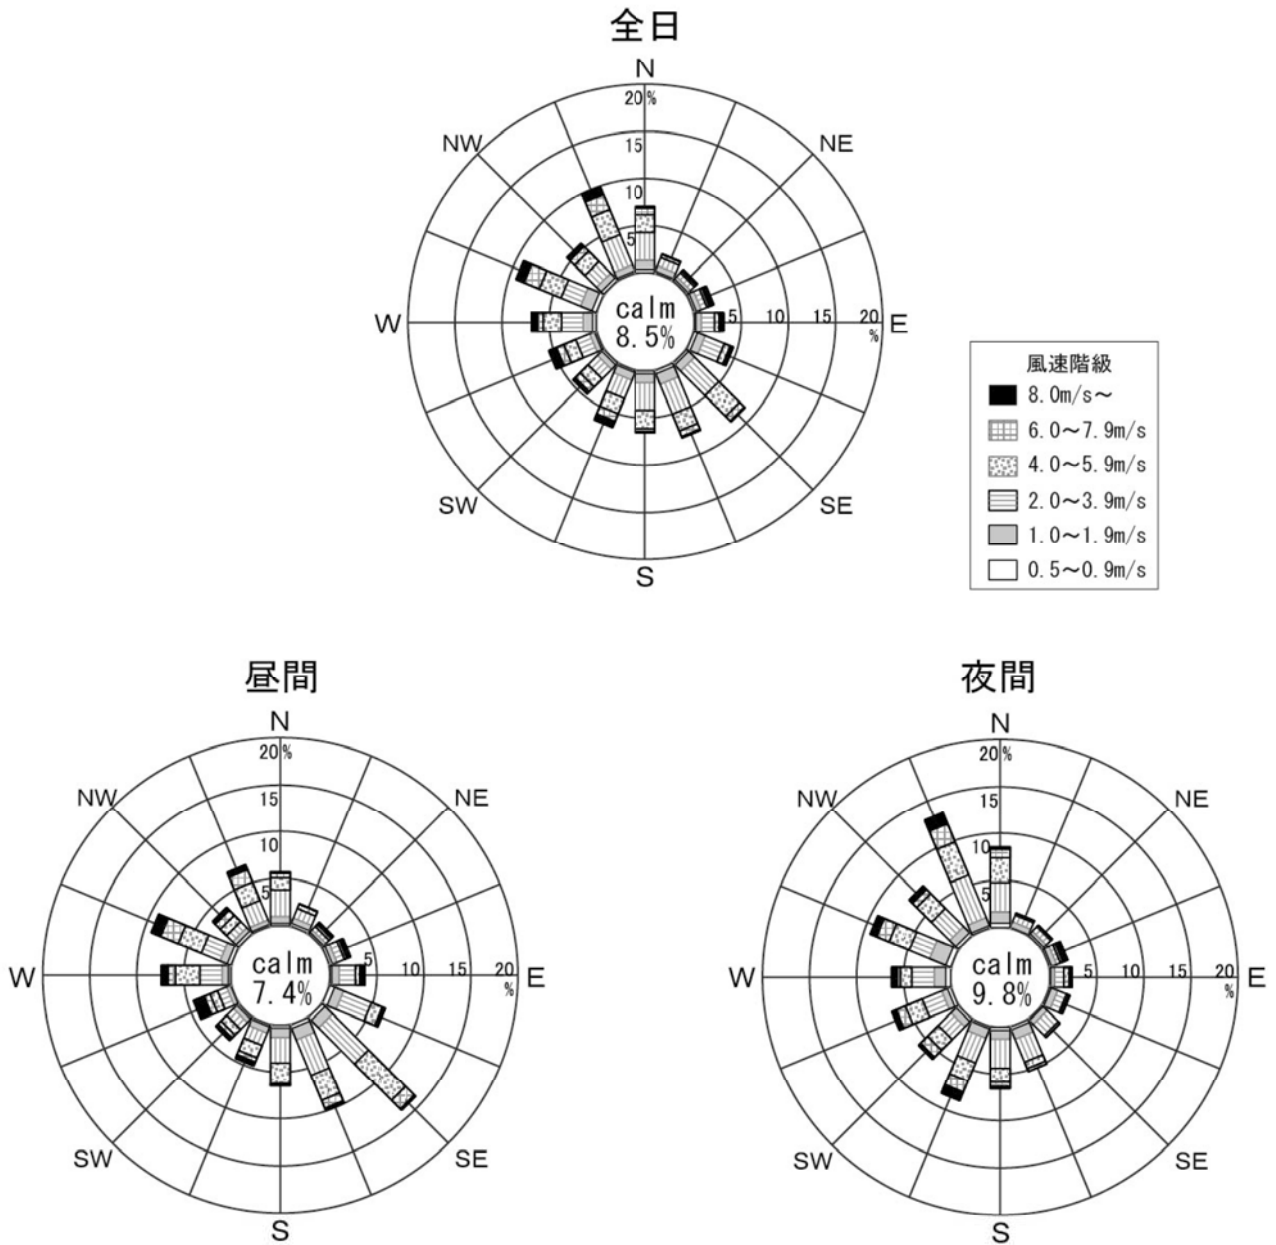 全日
N
20%
NW
NE
15
10
5
calm
8.5%
W
5 10 15 20 E
%
SW
SE
S
風速階級
8.0m/s～
6.0～7.9m/s
4.0～5.9m/s
2.0～3.9m/s
1.0～1.9m/s
0.5～0.9m/s
昼間
N
20%
NW
NE
15
10
5
calm
7.4%
W
5 10 15 20 E
%
SW
SE
S
夜間
N
20%
NW
NE
15
10
5
calm
9.8%
W
5 10 15 20 E
%
SW
SE
S